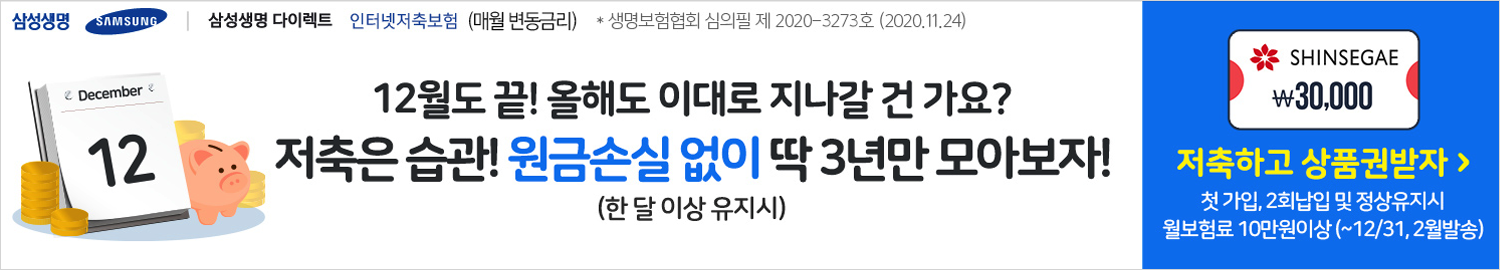 삼성생명 SAMSUNG 삼성생명 다이렉트 인터넷저축보험 (매월 변동금리) * 생명보험협회 심의필 제 2020-3273호 (2020.11.24)
December
12
12월도 끝! 올해도 이대로 지나갈 건 가요?
저축은 습관! 원금손실 없이 딱 3년만 모아보자!
(한 달 이상 유지시)
SHINSEGAE
₩30,000
저축하고 상품권받자 >
첫 가입, 2회납입 및 정상유지시
월보험료 10만원이상 (~12/31, 2월발송)